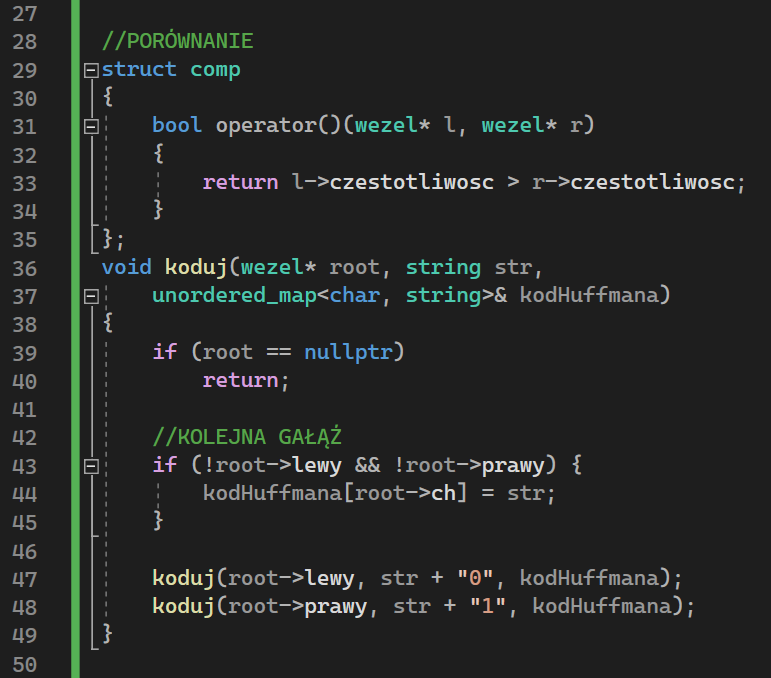 27
28 //PORÓWNANIE
29 struct comp
30 {
31     bool operator()(wezel* l, wezel* r)
32     {
33         return l->czestotliwosc > r->czestotliwosc;
34     }
35 };
36 void koduj(wezel* root, string str,
37     unordered_map<char, string>& kodHuffmana)
38 {
39     if (root == nullptr)
40         return;
41
42     //KOLEJNA GAŁĄŹ
43     if (!root->lewy && !root->prawy) {
44         kodHuffmana[root->ch] = str;
45     }
46
47     koduj(root->lewy, str + "0", kodHuffmana);
48     koduj(root->prawy, str + "1", kodHuffmana);
49 }
50